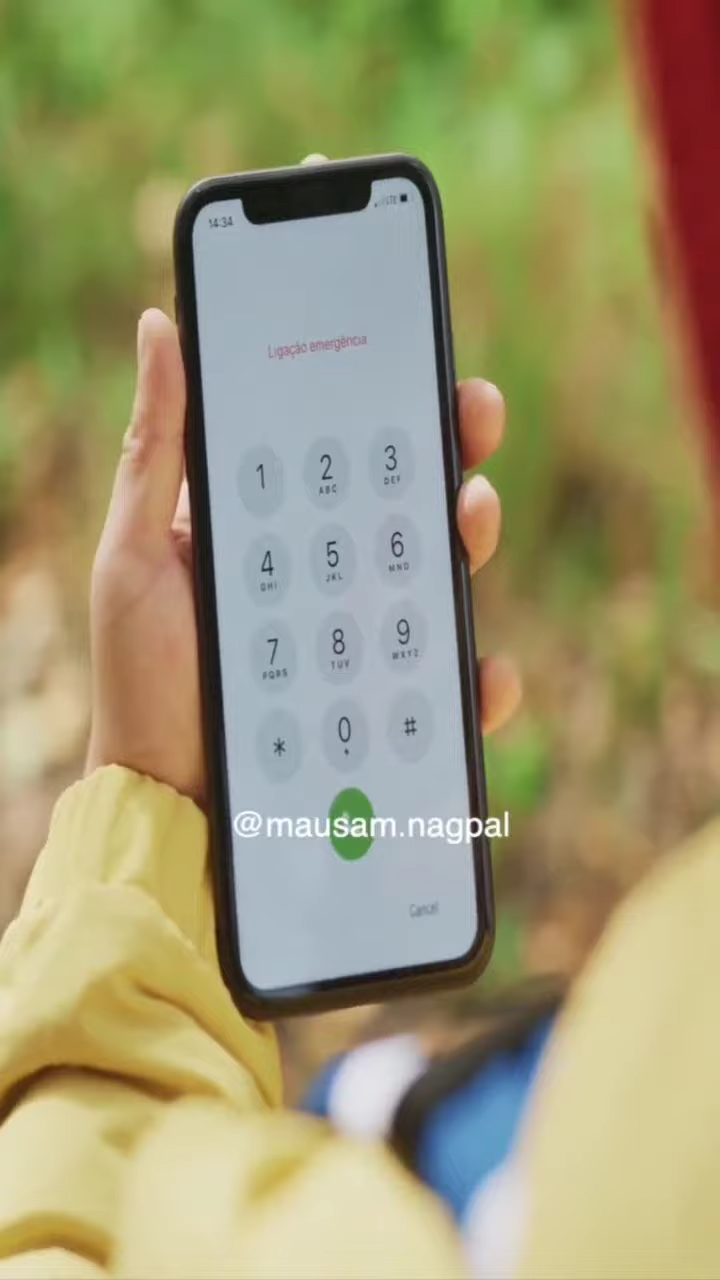 14:34
LTE
Ligação emergência
1 2 3
ABC DEF
4 5 6
GHI JKL MNO
7 8 9
PQRS TUV WXYZ
* 0 #
+
@mausam.nagpal
Cancel